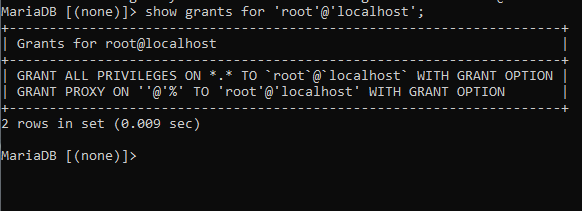 MariaDB [(none)]> show grants for 'root'@'localhost';
+---------------------------------------------------------------------+
| Grants for root@localhost                                           |
+---------------------------------------------------------------------+
| GRANT ALL PRIVILEGES ON *.* TO `root`@`localhost` WITH GRANT OPTION |
| GRANT PROXY ON ''@'%' TO 'root'@'localhost' WITH GRANT OPTION       |
+---------------------------------------------------------------------+
2 rows in set (0.009 sec)
MariaDB [(none)]>